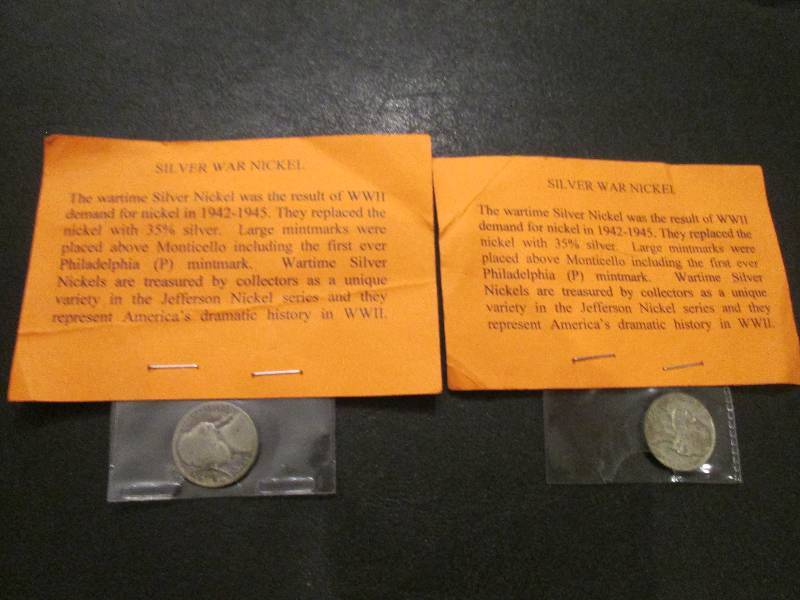 SILVER WAR NICKEL
The wartime Silver Nickel was the result of WWII
demand for nickel in 1942-1945. They replaced the
nickel with 35% silver. Large mintmarks were
placed above Monticello including the first ever
Philadelphia (P) mintmark. Wartime Silver
Nickels are treasured by collectors as a unique
variety in the Jefferson Nickel series and they
represent America's dramatic history in WWII.
SILVER WAR NICKEL
The wartime Silver Nickel was the result of WWII
demand for nickel in 1942-1945. They replaced the
nickel with 35% silver. Large mintmarks were
placed above Monticello including the first ever
Philadelphia (P) mintmark. Wartime Silver
Nickels are treasured by collectors as a unique
variety in the Jefferson Nickel series and they
represent America's dramatic history in WWII.